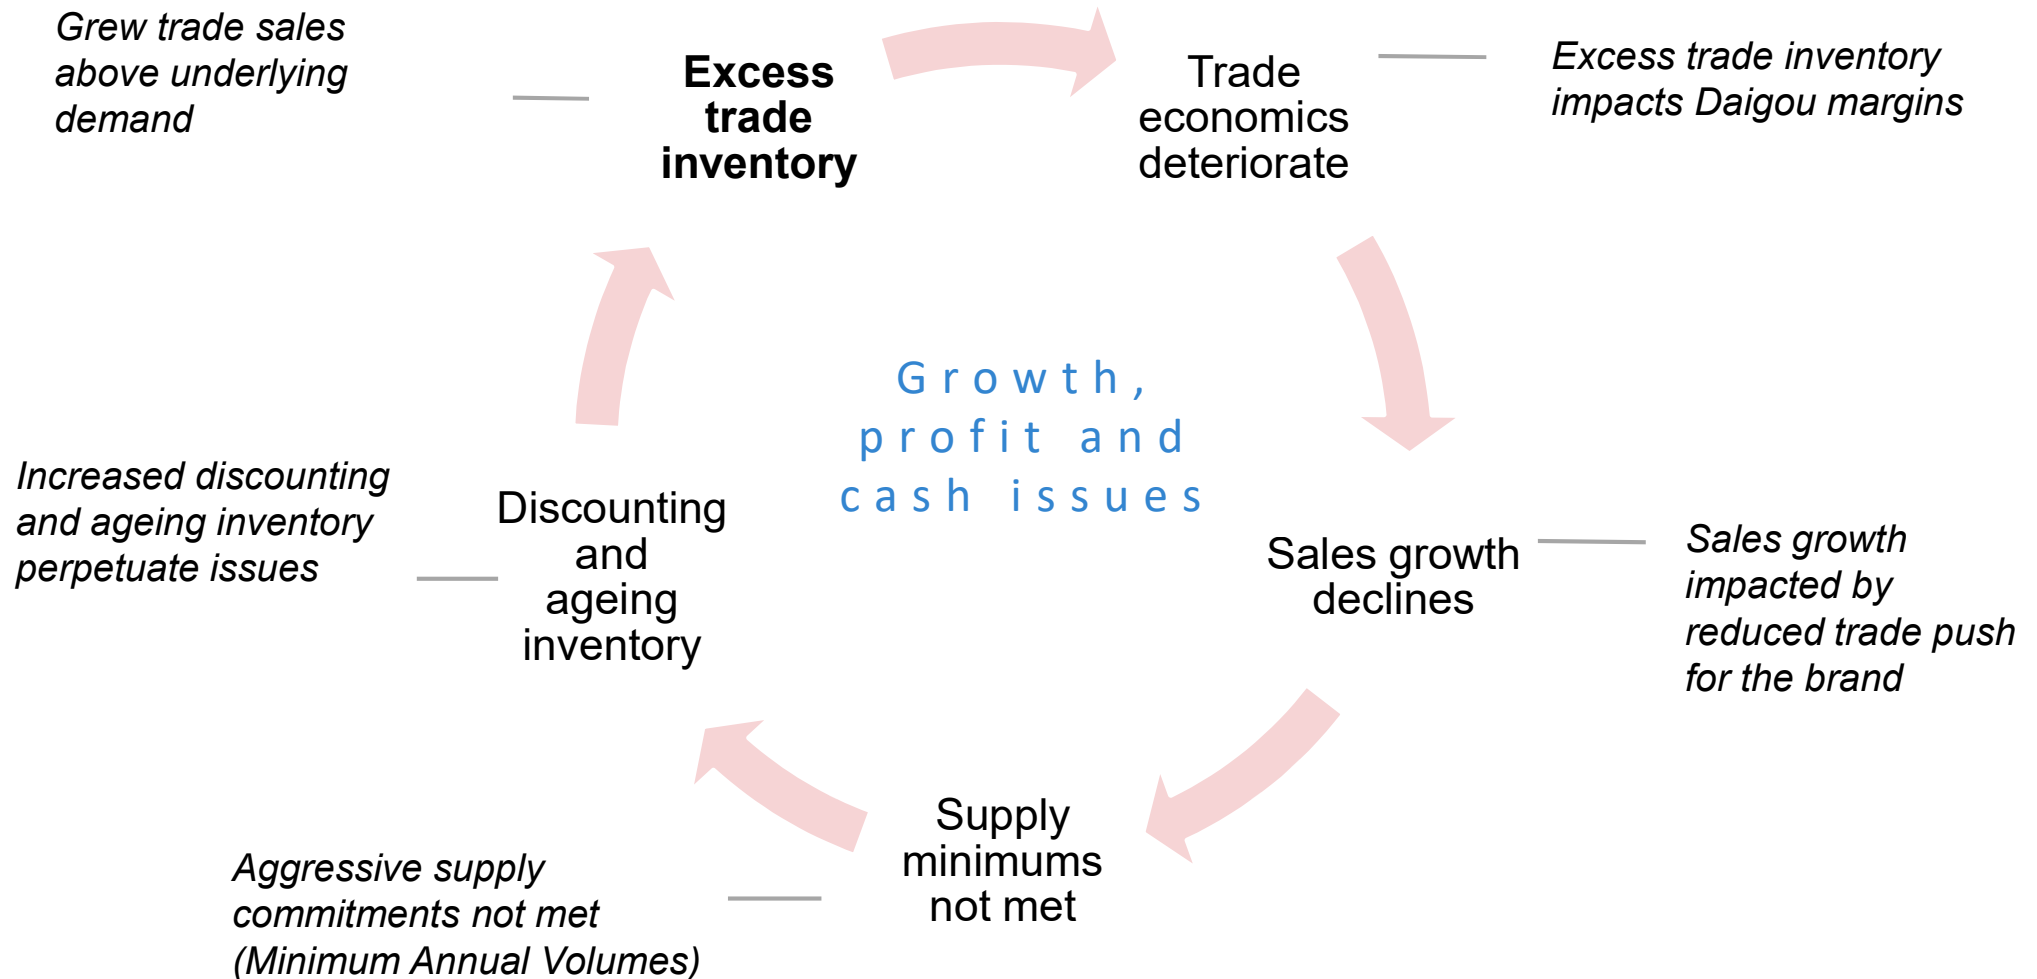 Grew trade sales
above underlying
demand
Excess
trade
inventory
Trade
economics
deteriorate
Excess trade inventory
impacts Daigou margins
Growth,
profit and
cash issues
Increased discounting
and ageing inventory
perpetuate issues
Discounting
and
ageing
inventory
Sales growth
declines
Sales growth
impacted by
reduced trade push
for the brand
Supply
minimums
not met
Aggressive supply
commitments not met
(Minimum Annual Volumes)